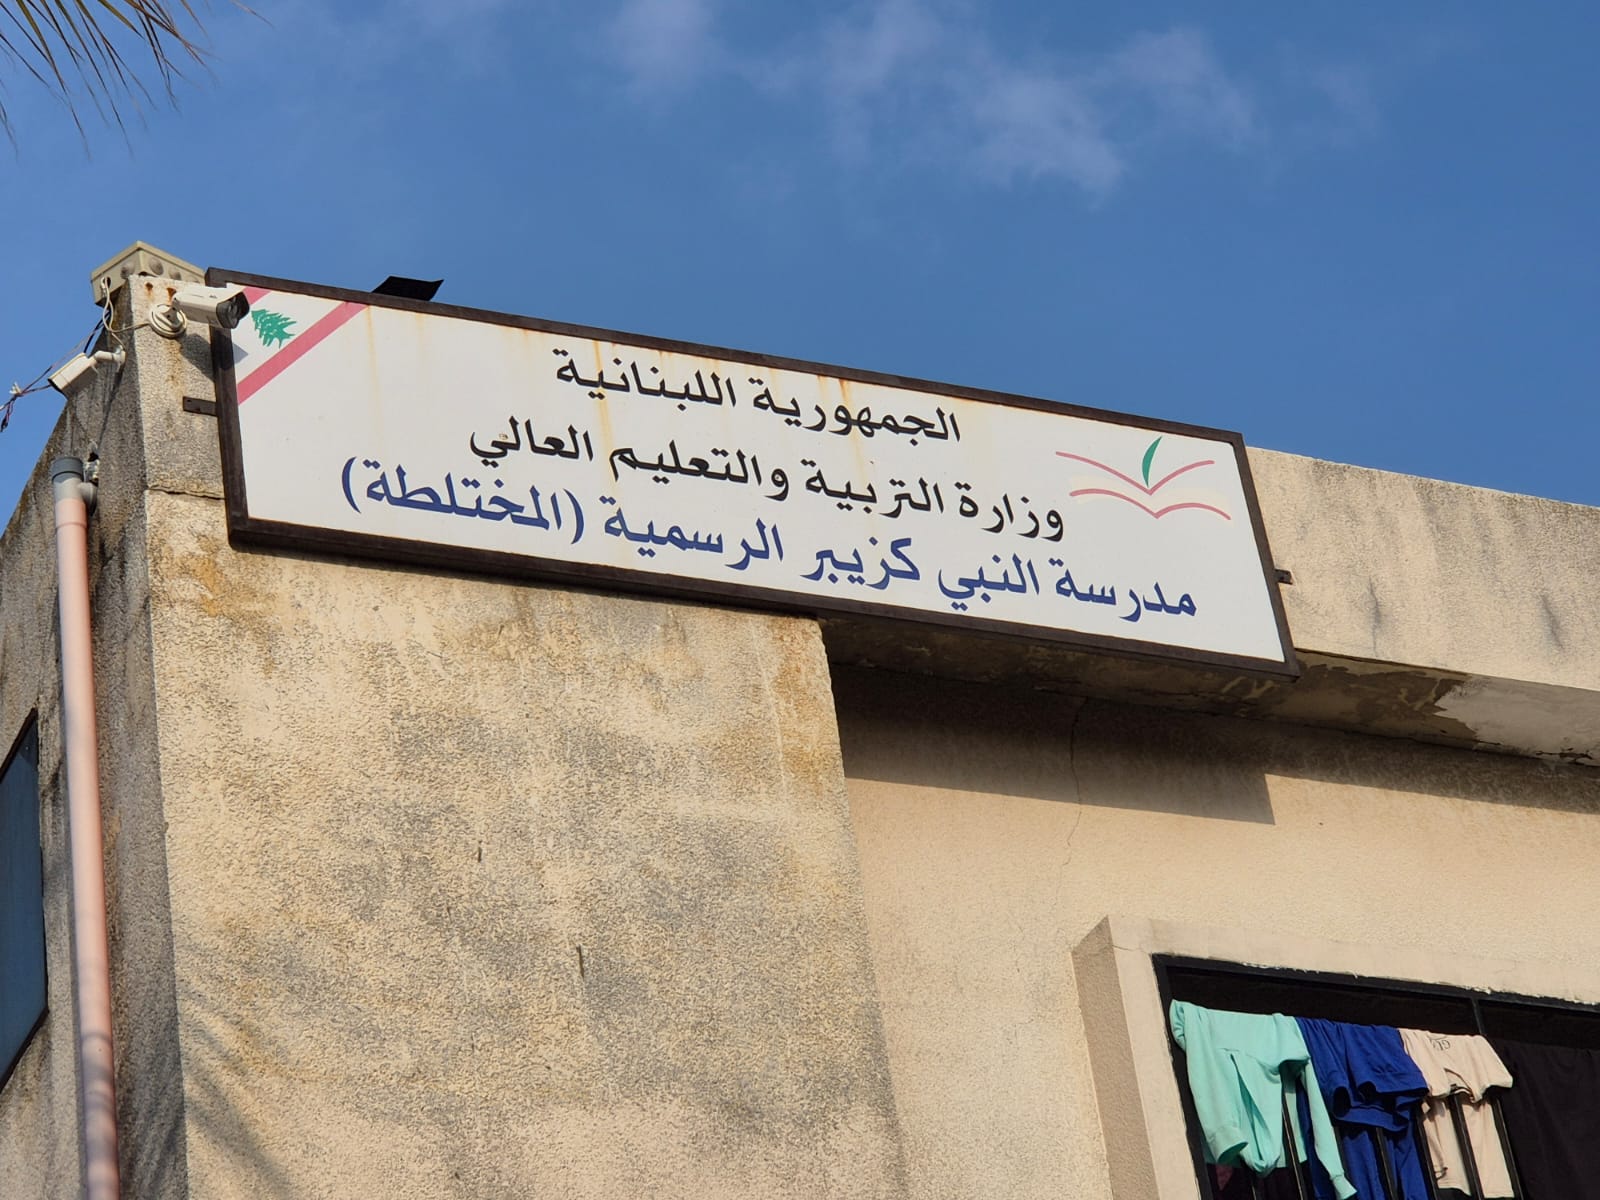 الجمهورية اللبنانية
وزارة التربية والتعليم العالي
مدرسة النبي كزيبر الرسمية (المختلطة)